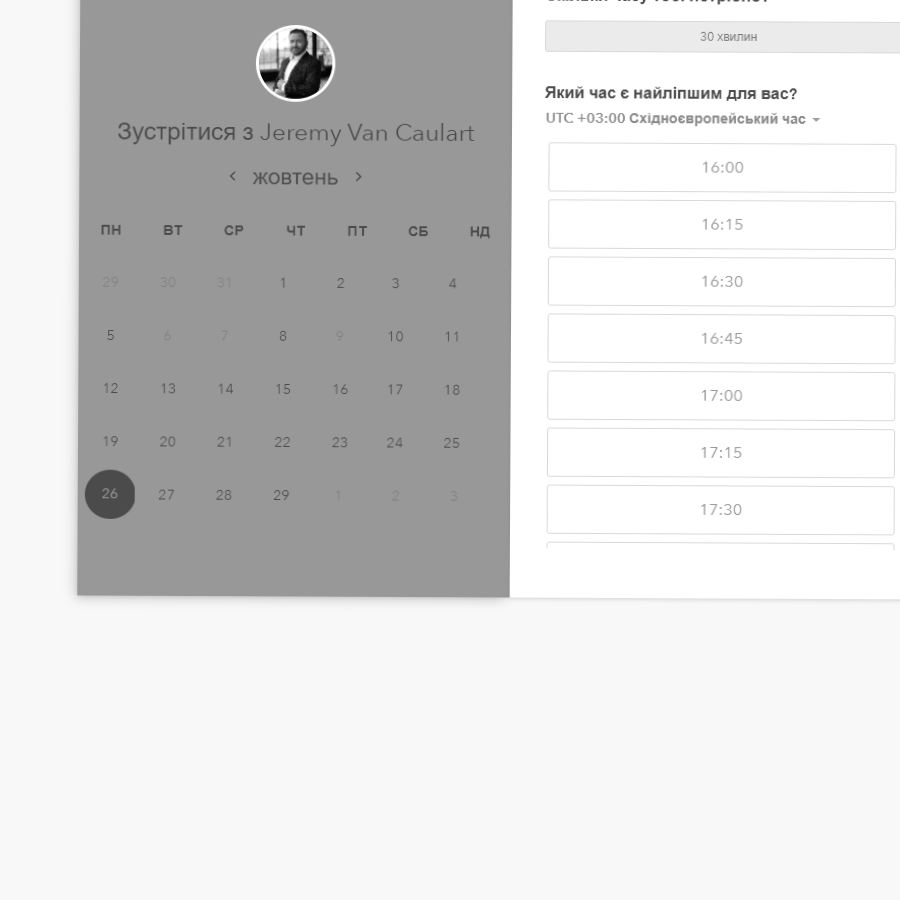 Зустрітися з Jeremy Van Caulart
жовтень
ПН ВТ СР ЧТ ПТ СБ НД
29 30 31 1 2 3 4
5 6 7 8 9 10 11
12 13 14 15 16 17 18
19 20 21 22 23 24 25
26 27 28 29 1 2 3
30 хвилин
Який час є найліпшим для вас?
UTC +03:00 Східноєвропейський час
16:00
16:15
16:30
16:45
17:00
17:15
17:30